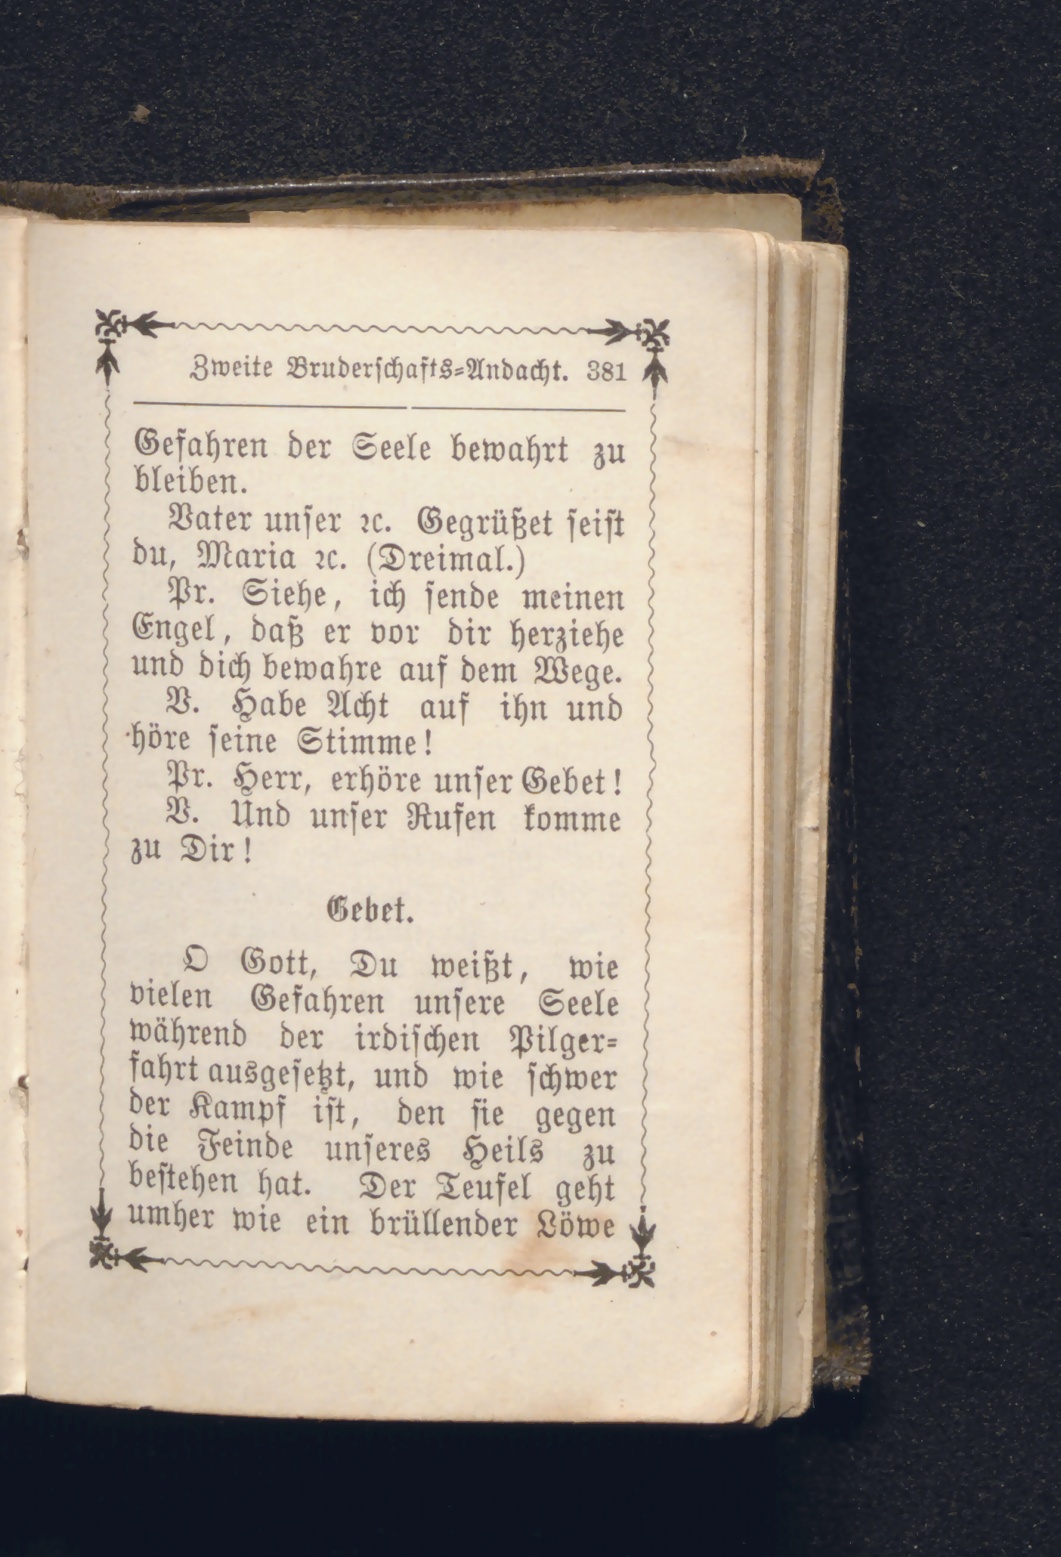 Zweite Bruderschafts-Andacht. 381
Gefahren der Seele bewahrt zu
bleiben.
Vater unser ꝛc. Gegrüßet seist
du, Maria ꝛc. (Dreimal.)
Pr. Siehe, ich sende meinen
Engel, daß er vor dir herziehe
und dich bewahre auf dem Wege.
V. Habe Acht auf ihn und
höre seine Stimme!
Pr. Herr, erhöre unser Gebet!
V. Und unser Rufen komme
zu Dir!
Gebet.
O Gott, Du weißt, wie
vielen Gefahren unsere Seele
während der irdischen Pilger-
fahrt ausgesetzt, und wie schwer
der Kampf ist, den sie gegen
die Feinde unseres Heils zu
bestehen hat. Der Teufel geht
umher wie ein brüllender Löwe